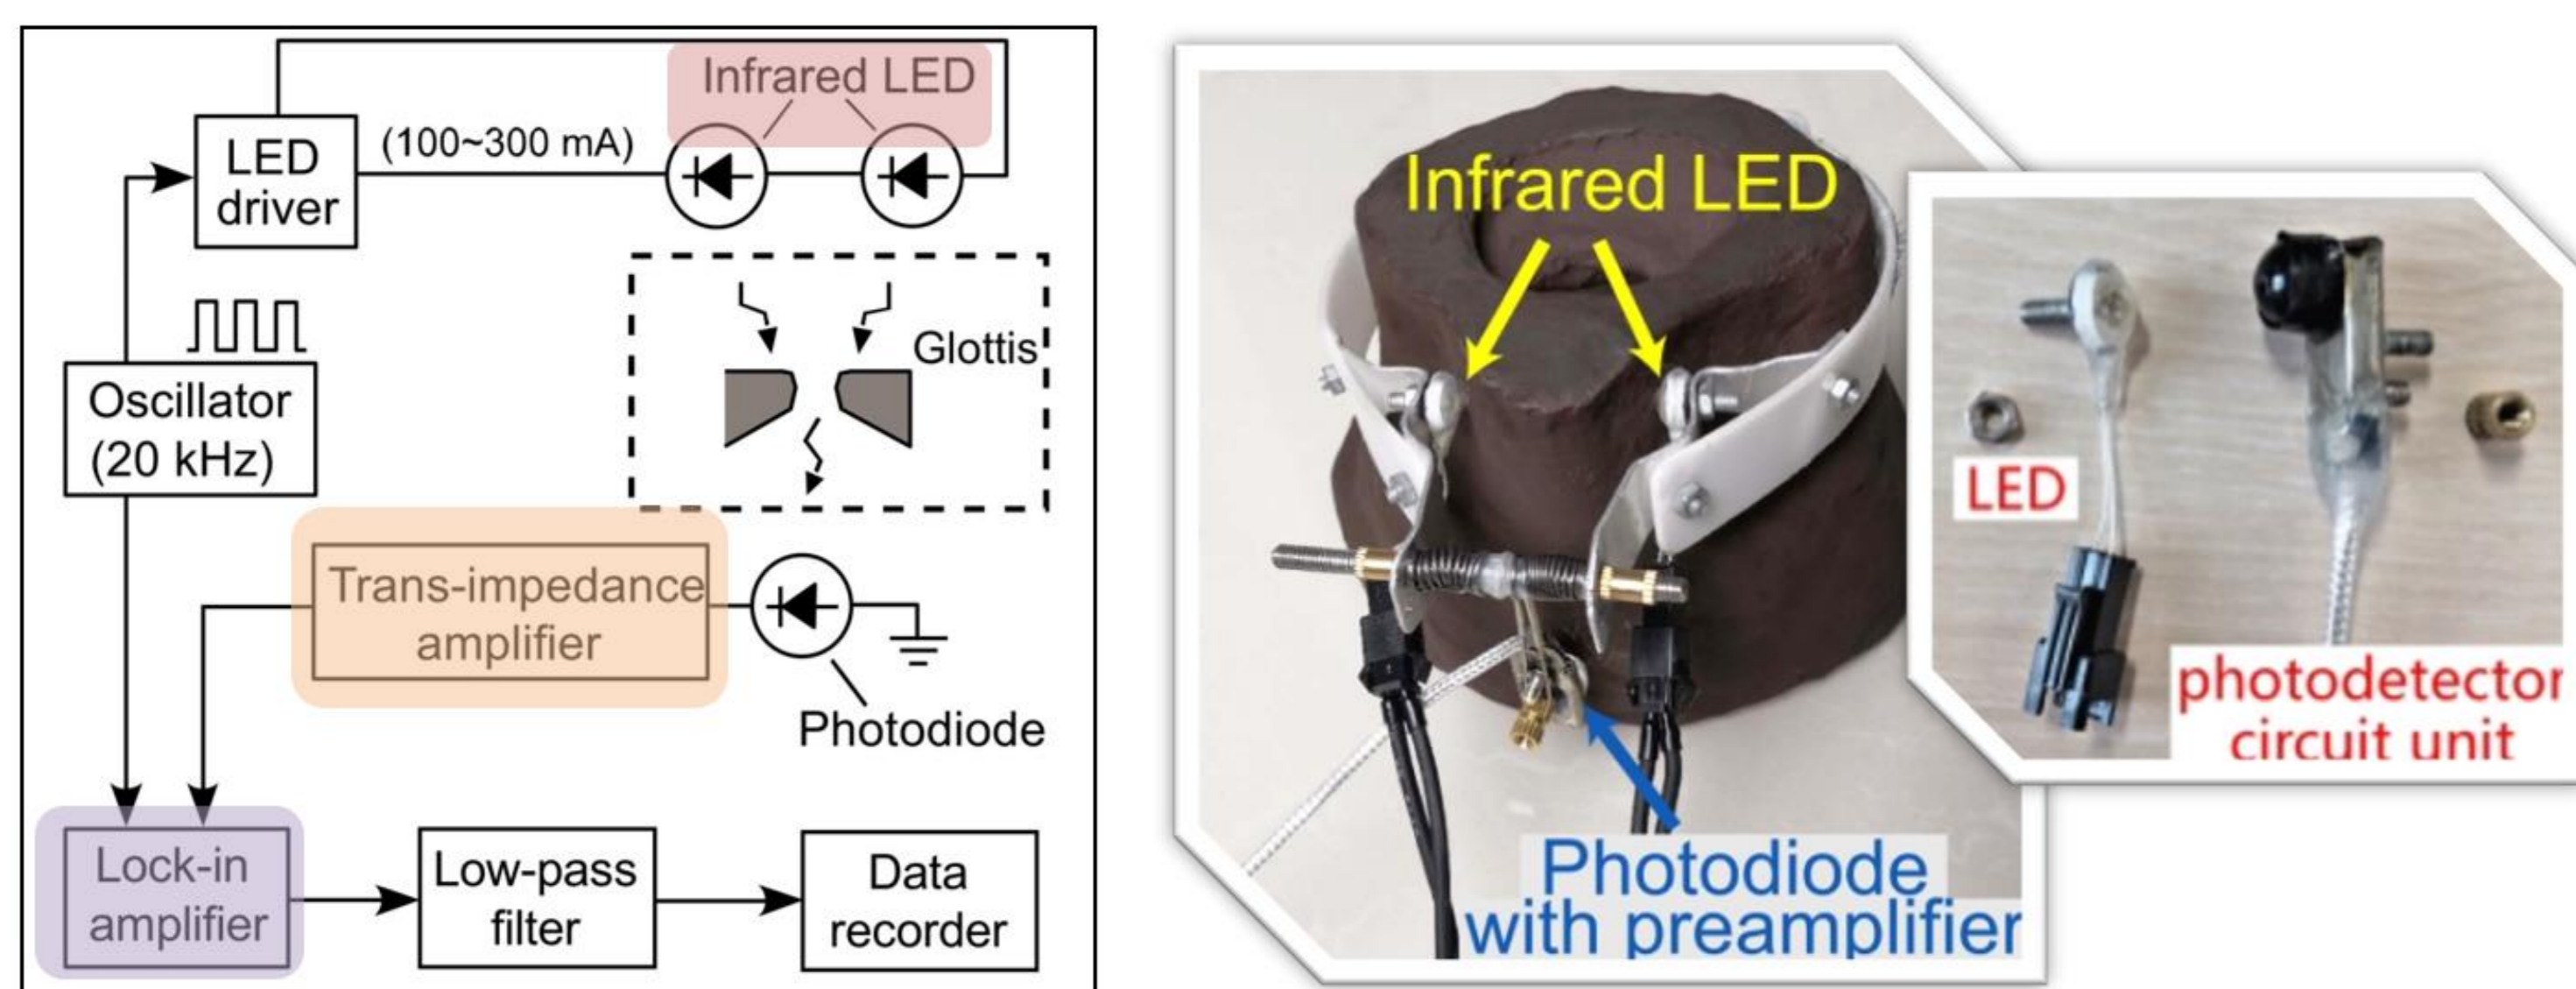 Infrared LED
(100~300 mA)
LED
driver
Glottis
Oscillator
(20 kHz)
Trans-impedance
amplifier
Photodiode
Lock-in
amplifier
Low-pass
filter
Data
recorder
Infrared LED
Photodiode
with preamplifier
LED
photodetector
circuit unit